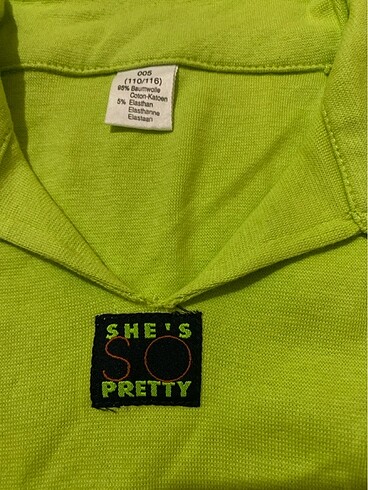 005
(110/116)
95% Baumwolle
Coton-Katoen
5% Elasthan
Elasthanne
Elastaan
SHE'S
SO
PRETTY